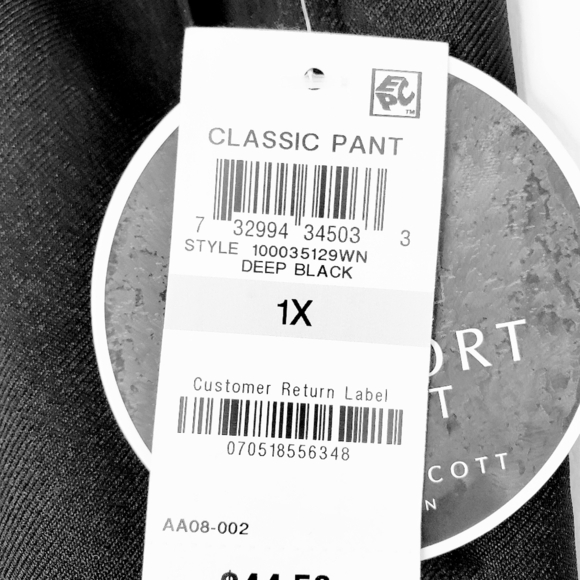 EPC
TM
CLASSIC PANT
7 32994 34503 3
STYLE 100035129WN
DEEP BLACK
1X
Customer Return Label
070518556348
AA08-002
ORT
T
COTT
N